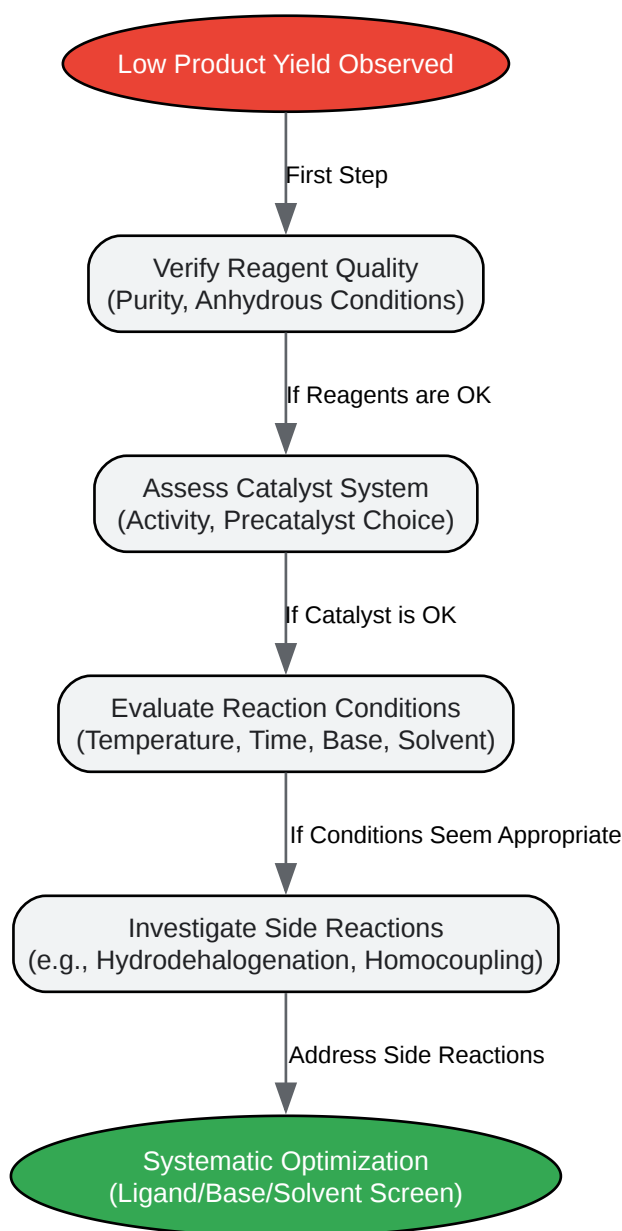 Low Product Yield Observed
First Step
Verify Reagent Quality
(Purity, Anhydrous Conditions)
If Reagents are OK
Assess Catalyst System
(Activity, Precatalyst Choice)
If Catalyst is OK
Evaluate Reaction Conditions
(Temperature, Time, Base, Solvent)
If Conditions Seem Appropriate
Investigate Side Reactions
(e.g., Hydrodehalogenation, Homocoupling)
Address Side Reactions
Systematic Optimization
(Ligand/Base/Solvent Screen)